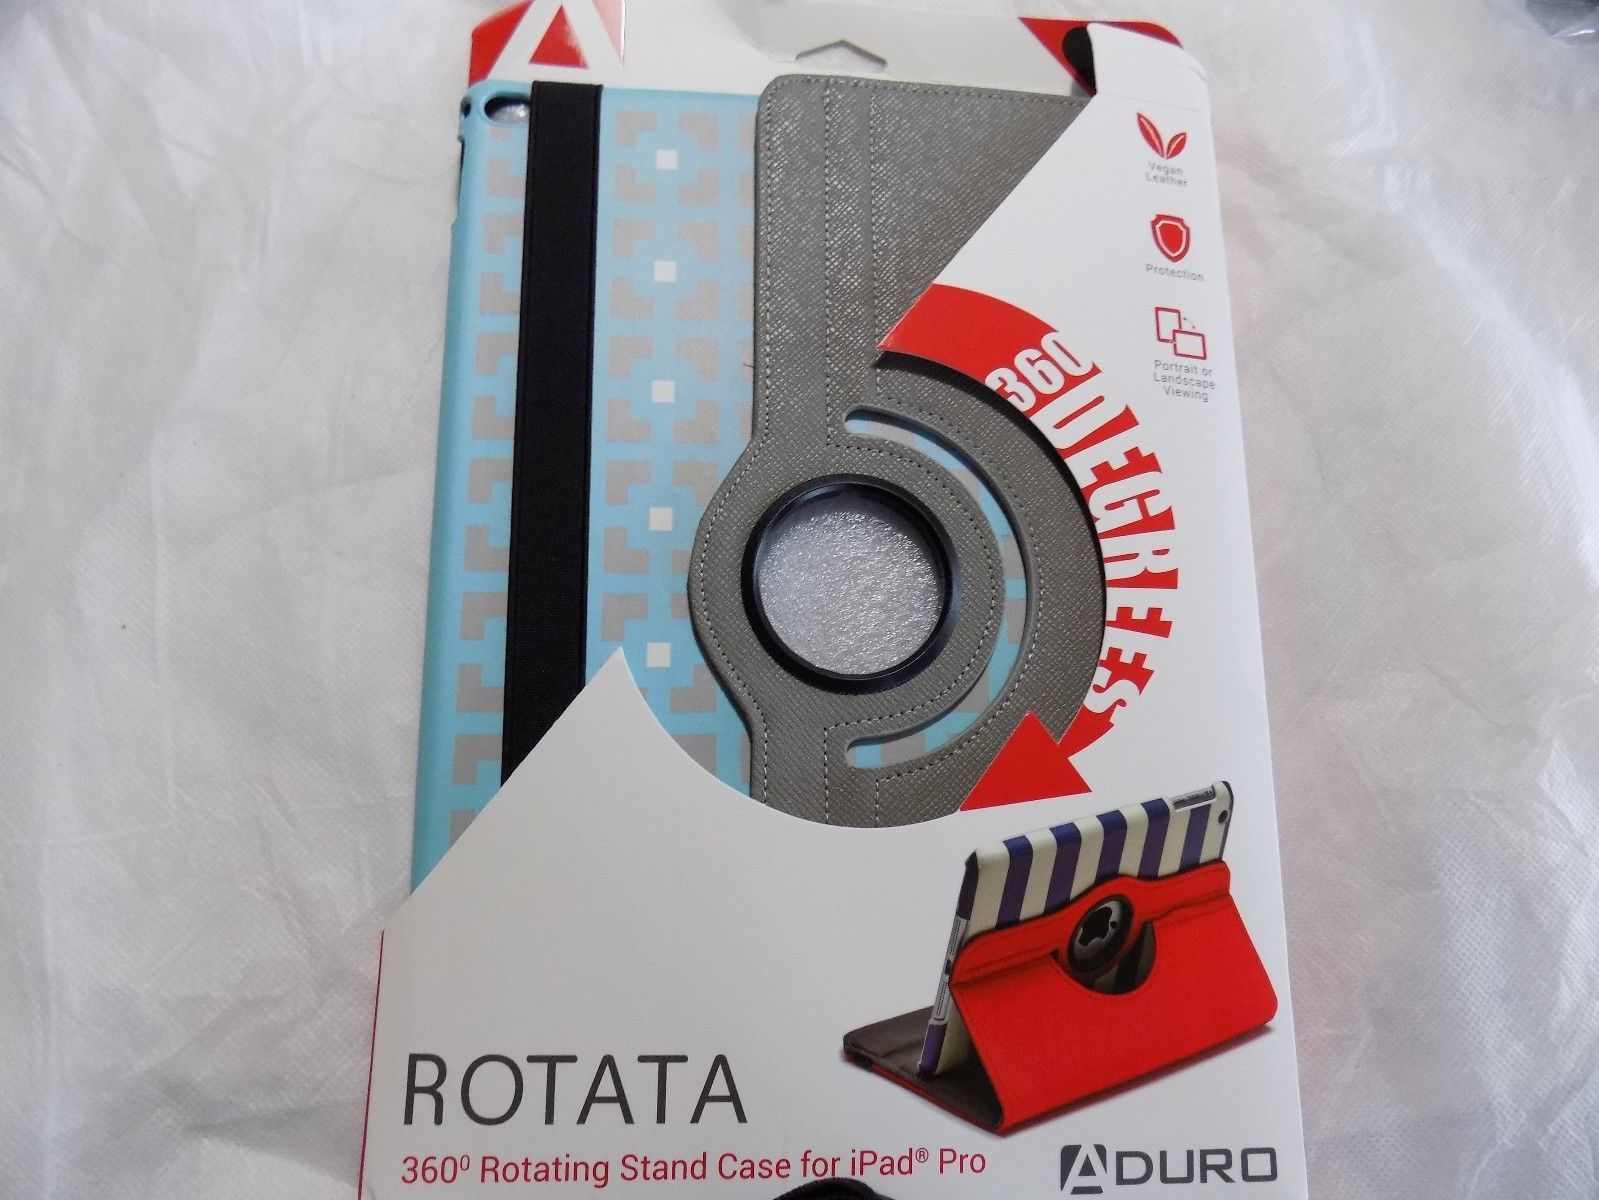 Vegan
Leather
Protection
Portrait or
Landscape
Viewing
360 DEGREES
ROTATA
360⁰ Rotating Stand Case for iPad® Pro
ADURO